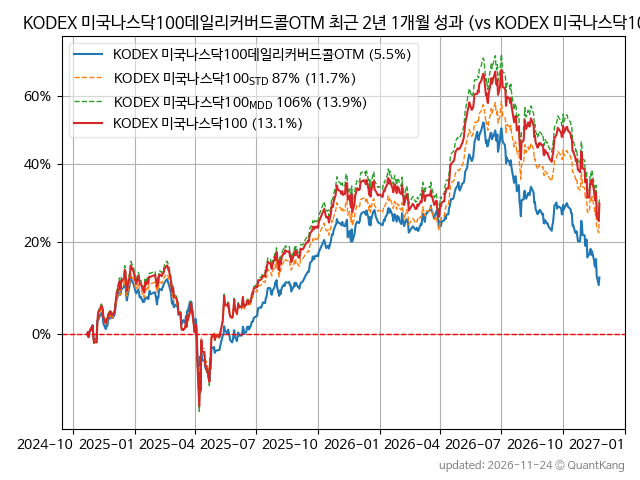 KODEX 미국나스닥100데일리커버드콜OTM 최근 2년 1개월 성과 (vs KODEX 미국나스닥10
KODEX 미국나스닥100데일리커버드콜OTM (5.5%)
KODEX 미국나스닥100STD 87% (11.7%)
KODEX 미국나스닥100MDD 106% (13.9%)
KODEX 미국나스닥100 (13.1%)
60%
40%
20%
0%
2024-10 2025-01 2025-04 2025-07 2025-10 2026-01 2026-04 2026-07 2026-10 2027-01
updated: 2026-11-24 © QuantKang